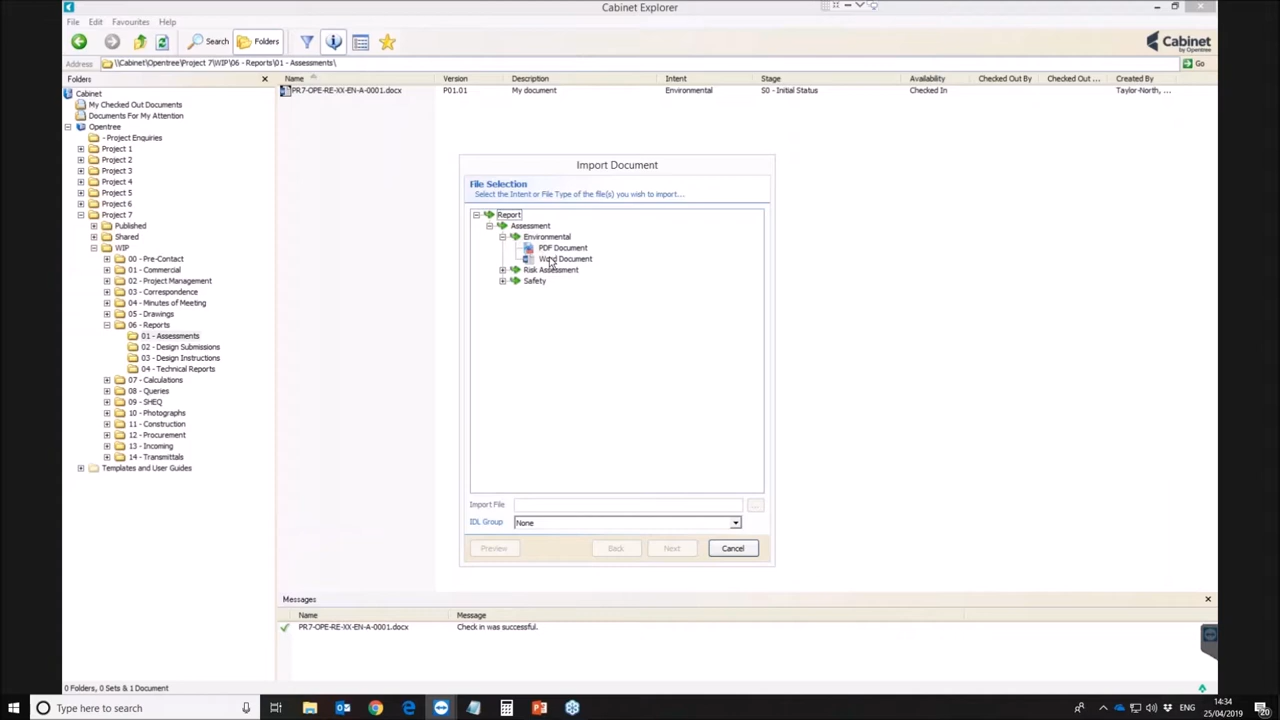 Cabinet Explorer
File Edit Favourites Help
Search Folders
Cabinet
by Opentree
Address \\Cabinet\Opentree\Project 7\WIP\06 - Reports\01 - Assessments\ Go
Folders
Name Version Description Intent Stage Availability Checked Out By Checked Out ... Created By
PR7-OPE-RE-XX-EN-A-0001.docx P01.01 My document Environmental S0 - Initial Status Checked In Taylor-North, ...
Cabinet
My Checked Out Documents
Documents For My Attention
Opentree
- Project Enquiries
Project 1
Project 2
Project 3
Project 4
Project 5
Project 6
Project 7
Published
Shared
WIP
00 - Pre-Contact
01 - Commercial
02 - Project Management
03 - Correspondence
04 - Minutes of Meeting
05 - Drawings
06 - Reports
01 - Assessments
02 - Design Submissions
03 - Design Instructions
04 - Technical Reports
07 - Calculations
08 - Queries
09 - SHEQ
10 - Photographs
11 - Construction
12 - Procurement
13 - Incoming
14 - Transmittals
Templates and User Guides
Import Document
File Selection
Select the Intent or File Type of the file(s) you wish to import...
Report
Assessment
Environmental
PDF Document
Word Document
Risk Assessment
Safety
Import File ...
IDL Group None
Preview Back Next Cancel
Messages
Name Message
PR7-OPE-RE-XX-EN-A-0001.docx Check in was successful.
0 Folders, 0 Sets & 1 Document
Type here to search
ENG
14:34
25/04/2019
20